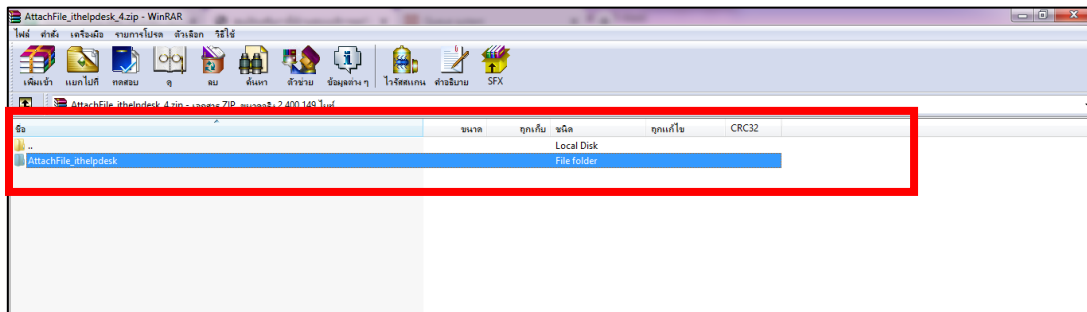 AttachFile_ithelpdesk_4.zip - WinRAR
ไฟล์ คำสั่ง เครื่องมือ รายการโปรด ตัวเลือก วิธีใช้
เพิ่มเข้า แยกไปที่ ทดสอบ ดู ลบ ค้นหา ตัวช่วย ข้อมูลต่าง ๆ ไวรัสแกน คำอธิบาย SFX
AttachFile_ithelpdesk_4.zip - เอกสาร ZIP, ขนาดจริง 2,400,149 ไบท์
ชื่อ ขนาด ถูกเก็บ ชนิด ถูกแก้ไข CRC32
.. Local Disk
AttachFile_ithelpdesk File folder